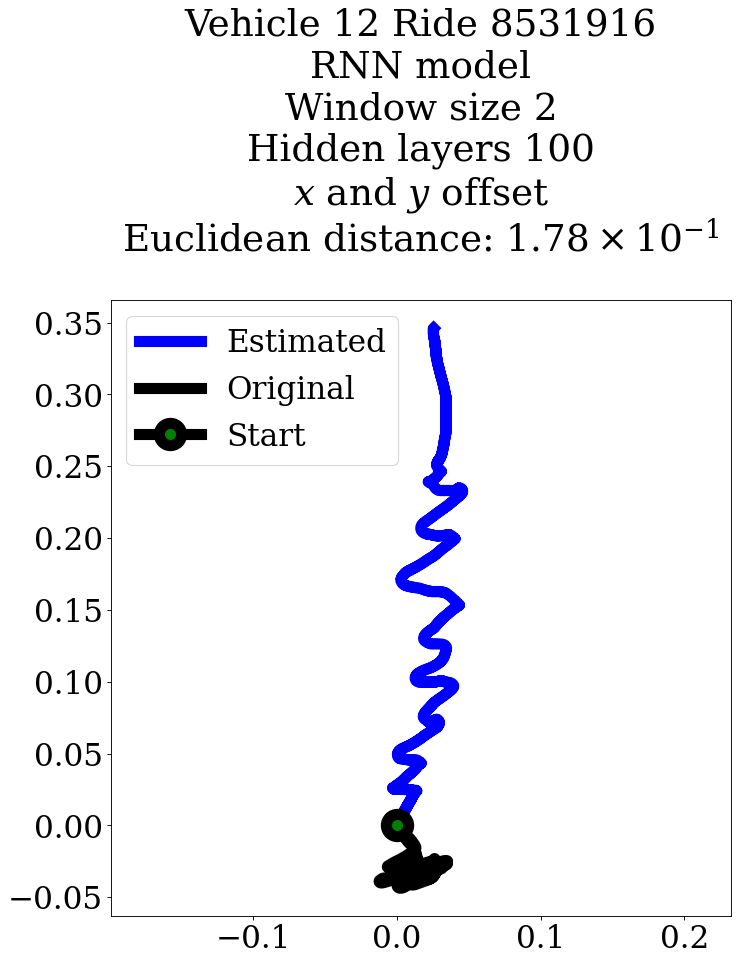 Vehicle 12 Ride 8531916
RNN model
Window size 2
Hidden layers 100
x and y offset
Euclidean distance: 1.78 × 10⁻¹
Estimated
Original
Start
0.35
0.30
0.25
0.20
0.15
0.10
0.05
0.00
−0.05
−0.1 0.0 0.1 0.2